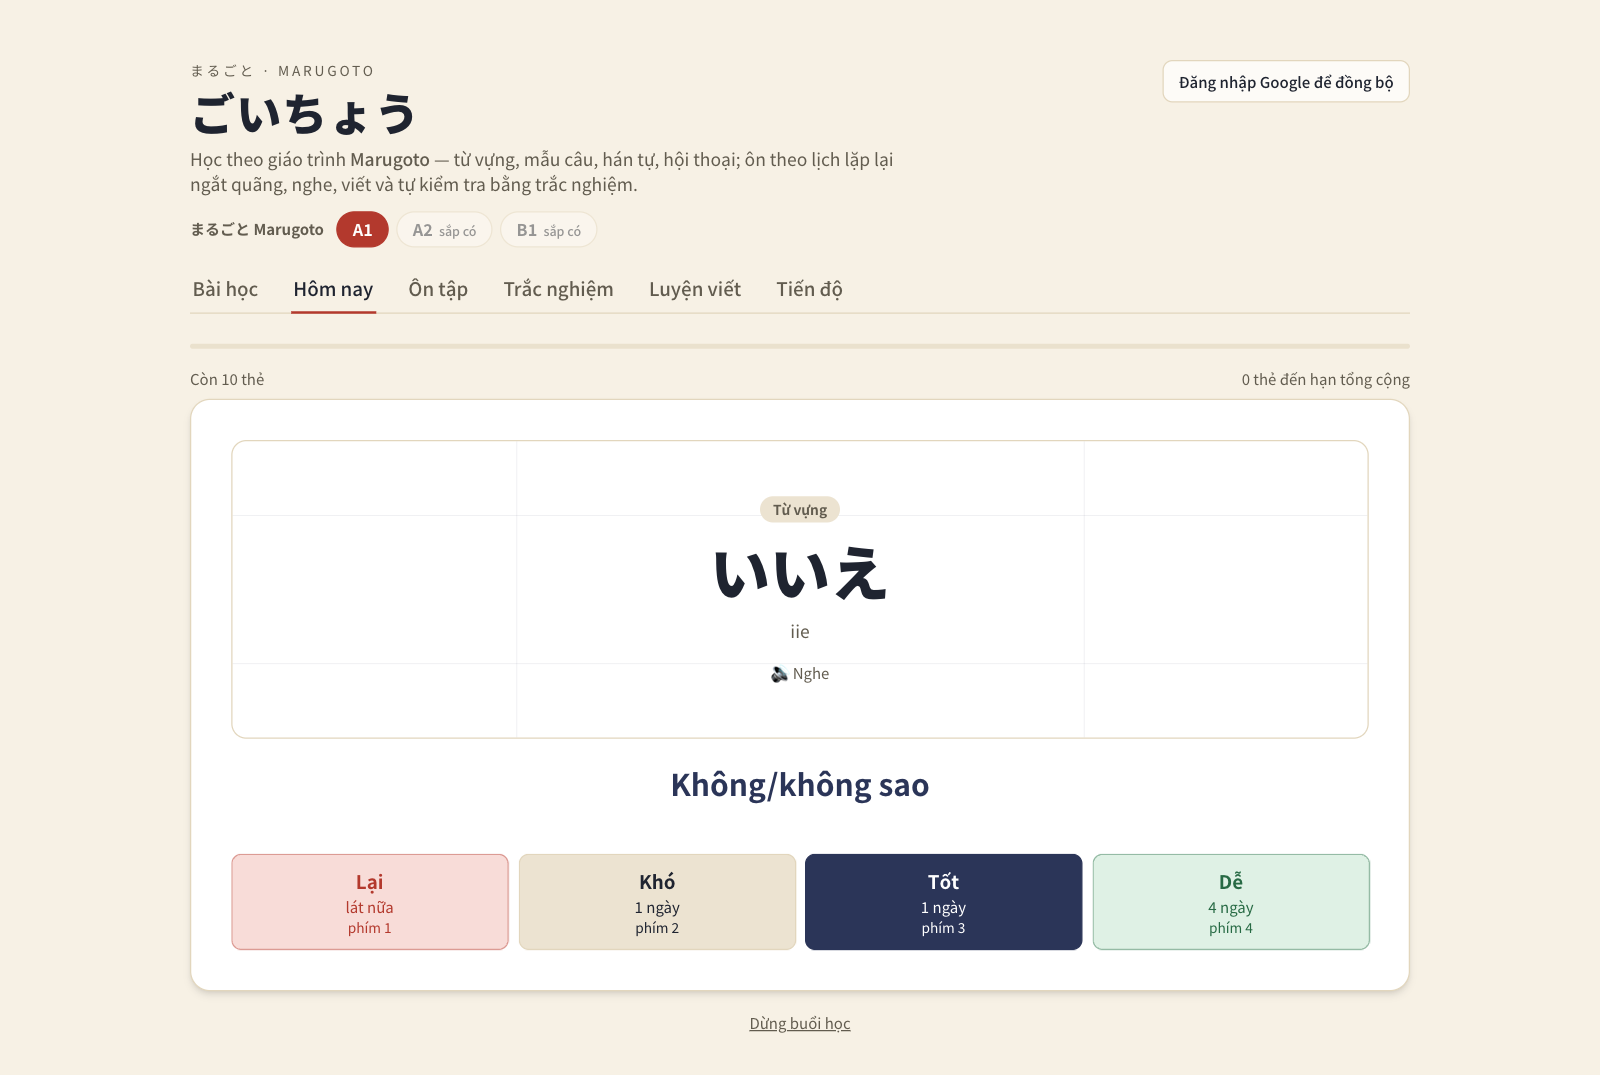 まるごと · MARUGOTO
Đăng nhập Google để đồng bộ
ごいちょう
Học theo giáo trình Marugoto — từ vựng, mẫu câu, hán tự, hội thoại; ôn theo lịch lặp lại
ngắt quãng, nghe, viết và tự kiểm tra bằng trắc nghiệm.
まるごと Marugoto A1 A2 sắp có B1 sắp có
Bài học Hôm nay Ôn tập Trắc nghiệm Luyện viết Tiến độ
Còn 10 thẻ 0 thẻ đến hạn tổng cộng
Từ vựng
いいえ
iie
Nghe
Không/không sao
Lại Khó Tốt Dễ
lát nữa 1 ngày 1 ngày 4 ngày
phím 1 phím 2 phím 3 phím 4
Dừng buổi học